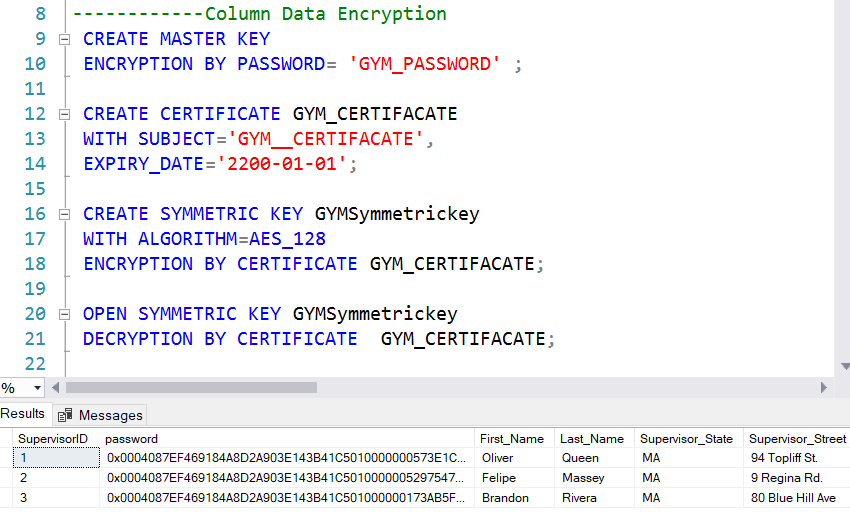 8 ------------Column Data Encryption
9 CREATE MASTER KEY
10 ENCRYPTION BY PASSWORD= 'GYM_PASSWORD' ;
11
12 CREATE CERTIFICATE GYM_CERTIFACATE
13 WITH SUBJECT='GYM__CERTIFACATE',
14 EXPIRY_DATE='2200-01-01';
15
16 CREATE SYMMETRIC KEY GYMSymmetrickey
17 WITH ALGORITHM=AES_128
18 ENCRYPTION BY CERTIFICATE GYM_CERTIFACATE;
19
20 OPEN SYMMETRIC KEY GYMSymmetrickey
21 DECRYPTION BY CERTIFICATE  GYM_CERTIFACATE;
22
%
Results Messages
SupervisorID password First_Name Last_Name Supervisor_State Supervisor_Street
1 0x0004087EF469184A8D2A903E143B41C5010000000573E1C... Oliver Queen MA 94 Topliff St.
2 0x0004087EF469184A8D2A903E143B41C5010000005297547... Felipe Massey MA 9 Regina Rd.
3 0x0004087EF469184A8D2A903E143B41C501000000173AB5F... Brandon Rivera MA 80 Blue Hill Ave